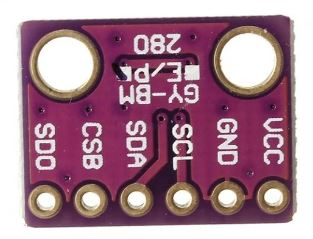 280
E/P
GY-BM
VCC
GND
SCL
SDA
CSB
SDO